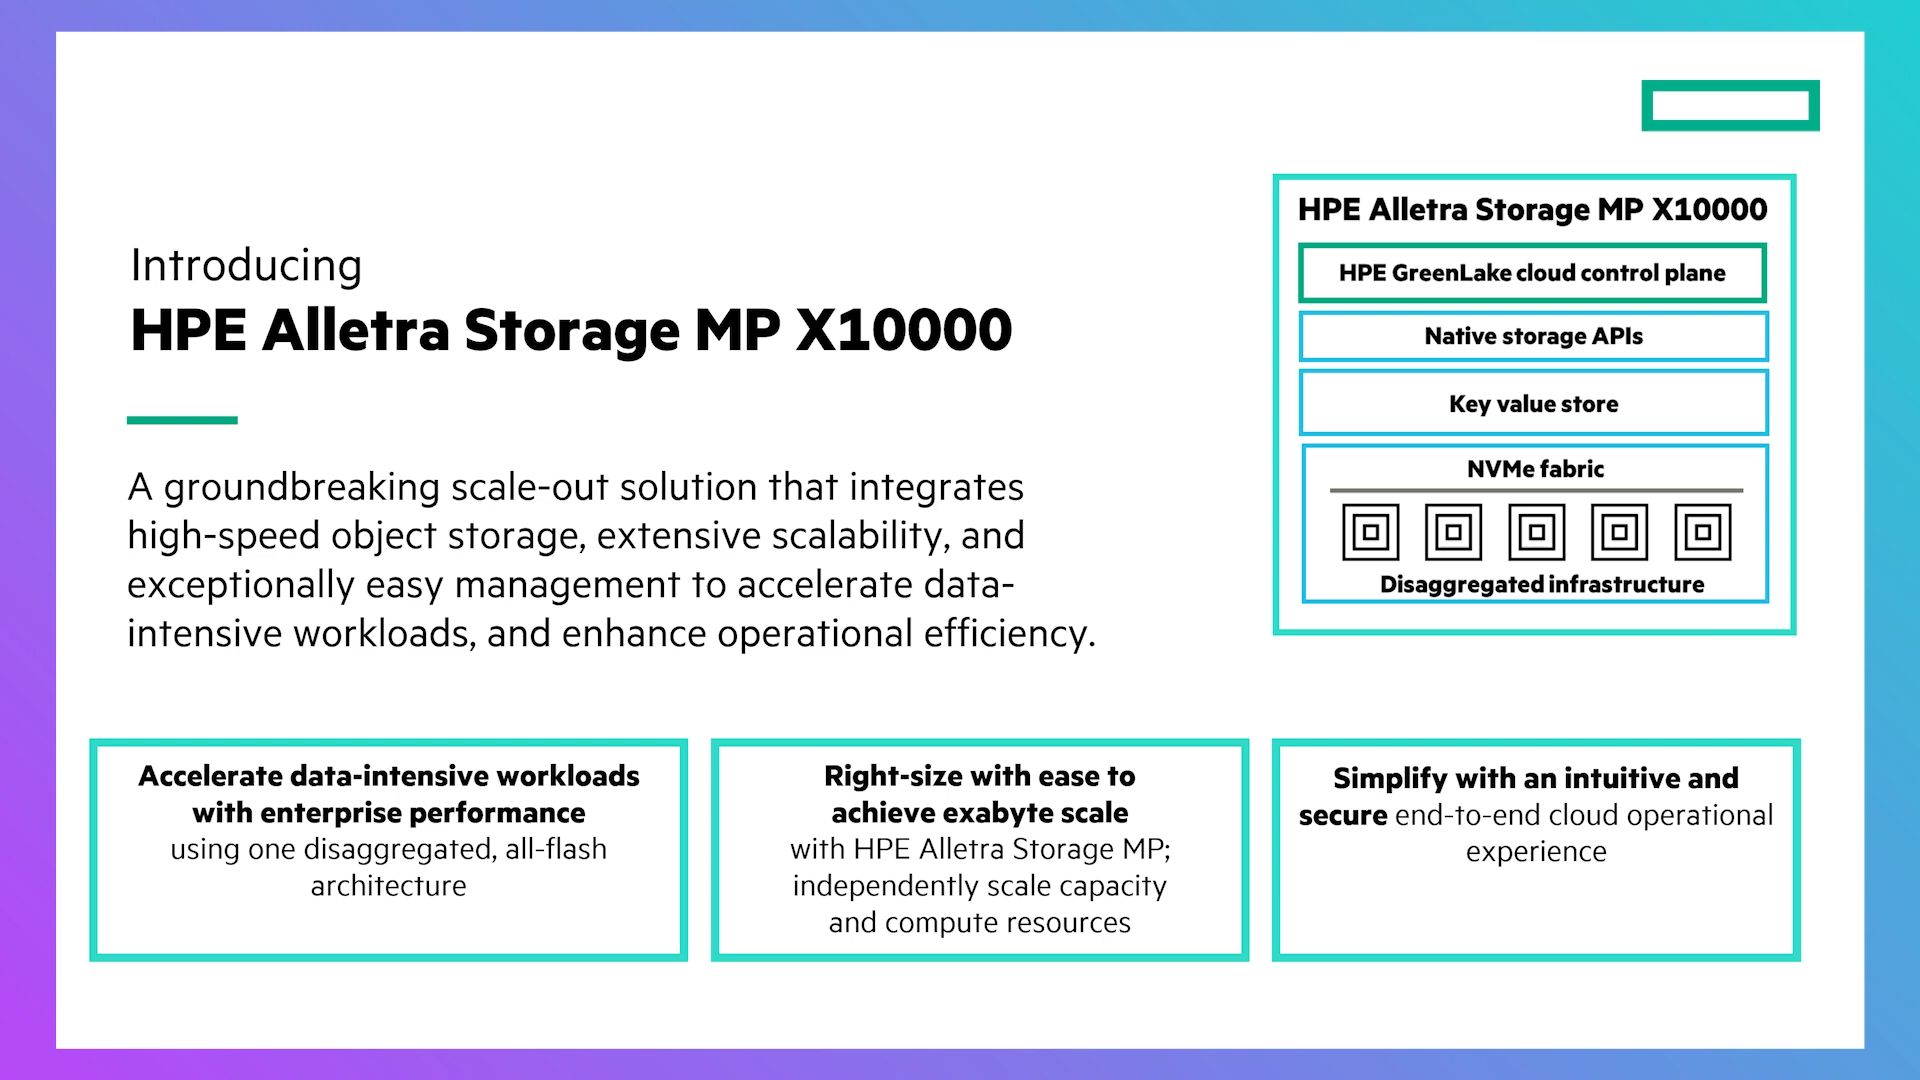 Introducing
HPE Alletra Storage MP X10000
A groundbreaking scale-out solution that integrates
high-speed object storage, extensive scalability, and
exceptionally easy management to accelerate data-
intensive workloads, and enhance operational efficiency.
HPE Alletra Storage MP X10000
HPE GreenLake cloud control plane
Native storage APIs
Key value store
NVMe fabric
Disaggregated infrastructure
Accelerate data-intensive workloads
with enterprise performance
using one disaggregated, all-flash
architecture
Right-size with ease to
achieve exabyte scale
with HPE Alletra Storage MP;
independently scale capacity
and compute resources
Simplify with an intuitive and
secure end-to-end cloud operational
experience